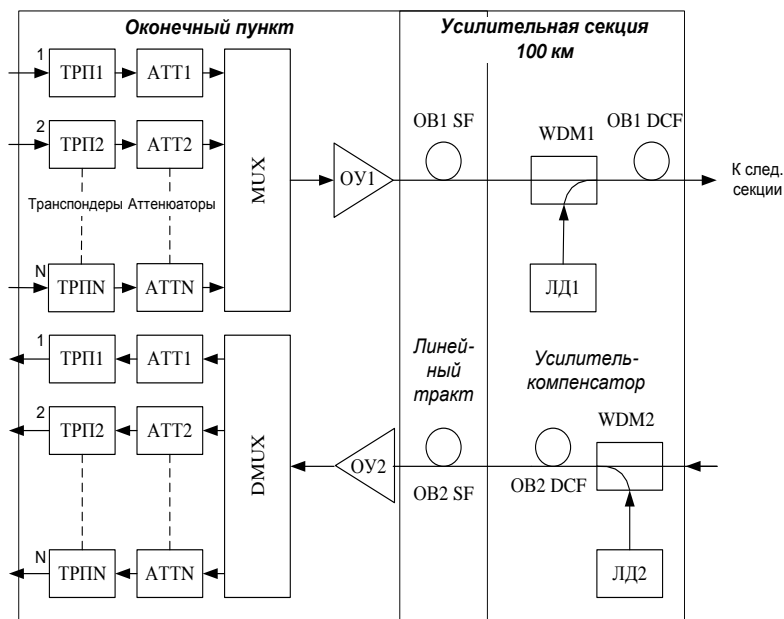 Оконечный пункт
Усилительная секция
100 км
1
ТРП1
АТТ1
2
ТРП2
АТТ2
Транспондеры
Аттенюаторы
N
ТРПN
АТТN
MUX
ОУ1
ОВ1 SF
WDM1
ОВ1 DCF
ЛД1
К след.
секции
1
ТРП1
АТТ1
2
ТРП2
АТТ2
N
ТРПN
АТТN
DMUX
ОУ2
Линей-
ный
тракт
ОВ2 SF
Усилитель-
компенсатор
WDM2
ОВ2 DCF
ЛД2